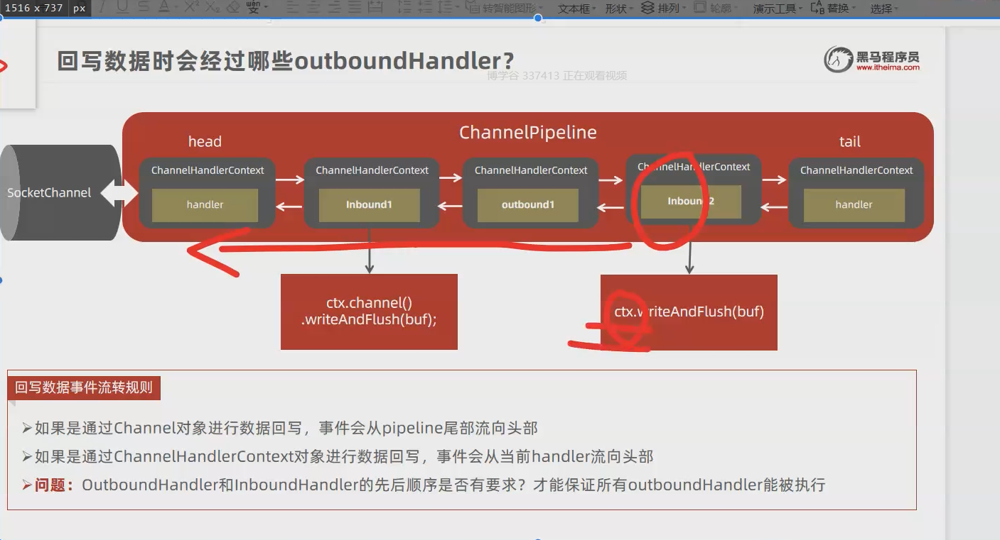 1516 x 737 px
转智能图形 文本框 形状 排列 轮廓 演示工具 替换 选择
回写数据时会经过哪些outboundHandler?
黑马程序员
www.itheima.com
博学谷 337413 正在观看视频
ChannelPipeline
head
tail
ChannelHandlerContext ChannelHandlerContext ChannelHandlerContext ChannelHandlerContext ChannelHandlerContext
SocketChannel
handler Inbound1 outbound1 Inbound2 handler
ctx.channel()
.writeAndFlush(buf);
ctx.writeAndFlush(buf)
回写数据事件流转规则
➢如果是通过Channel对象进行数据回写，事件会从pipeline尾部流向头部
➢如果是通过ChannelHandlerContext对象进行数据回写，事件会从当前handler流向头部
➢问题：OutboundHandler和InboundHandler的先后顺序是否有要求？才能保证所有outboundHandler能被执行